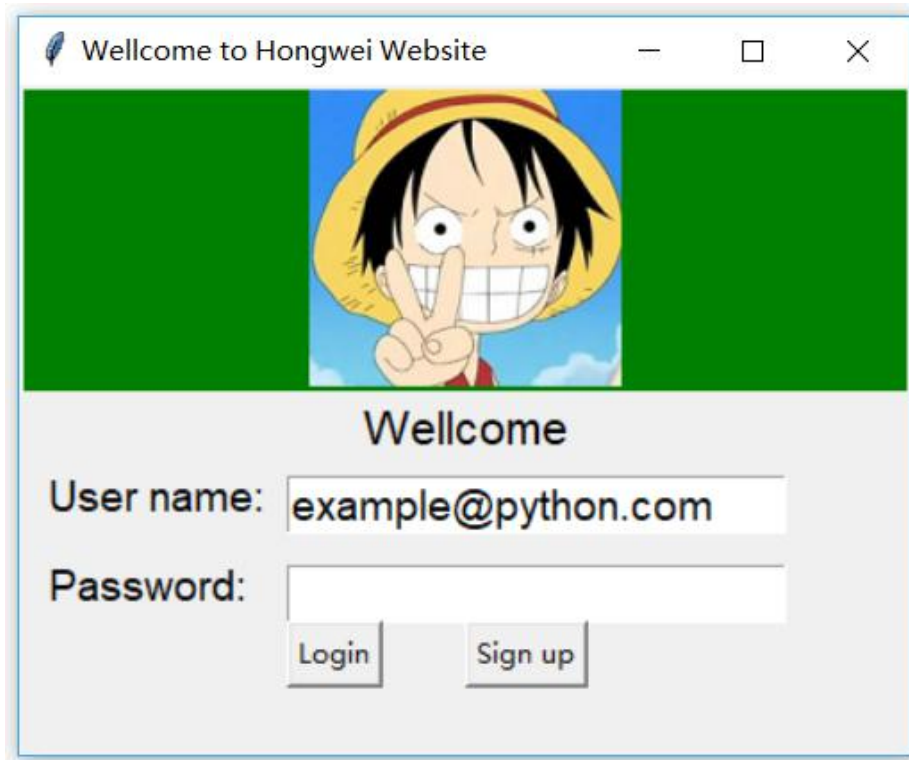 Wellcome to Hongwei Website
Wellcome
User name: example@python.com
Password:
Login Sign up